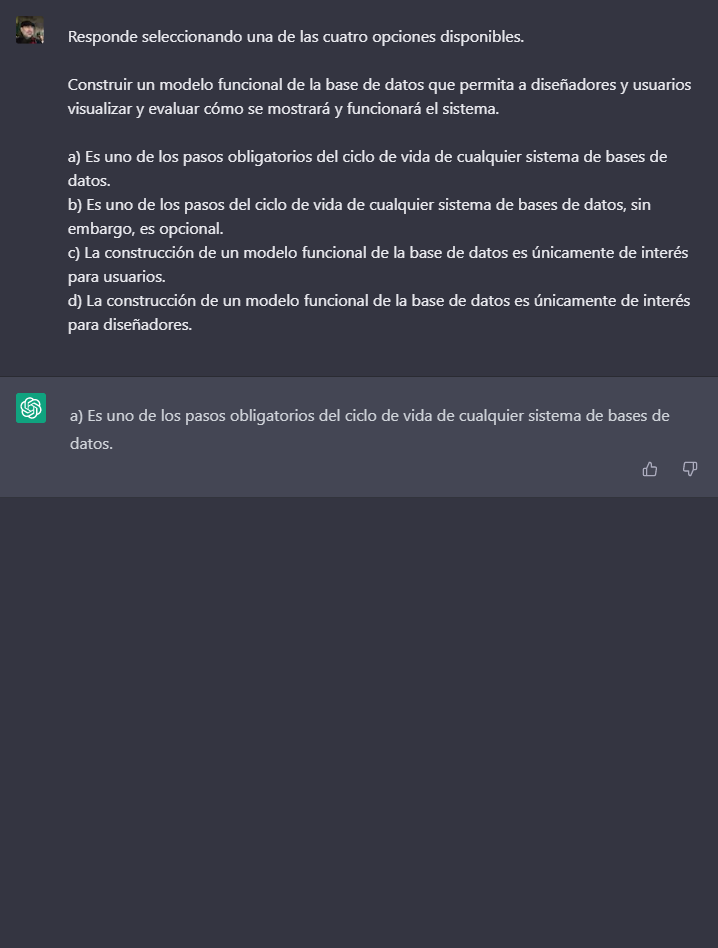 Responde seleccionando una de las cuatro opciones disponibles.
Construir un modelo funcional de la base de datos que permita a diseñadores y usuarios
visualizar y evaluar cómo se mostrará y funcionará el sistema.
a) Es uno de los pasos obligatorios del ciclo de vida de cualquier sistema de bases de
datos.
b) Es uno de los pasos del ciclo de vida de cualquier sistema de bases de datos, sin
embargo, es opcional.
c) La construcción de un modelo funcional de la base de datos es únicamente de interés
para usuarios.
d) La construcción de un modelo funcional de la base de datos es únicamente de interés
para diseñadores.
a) Es uno de los pasos obligatorios del ciclo de vida de cualquier sistema de bases de
datos.